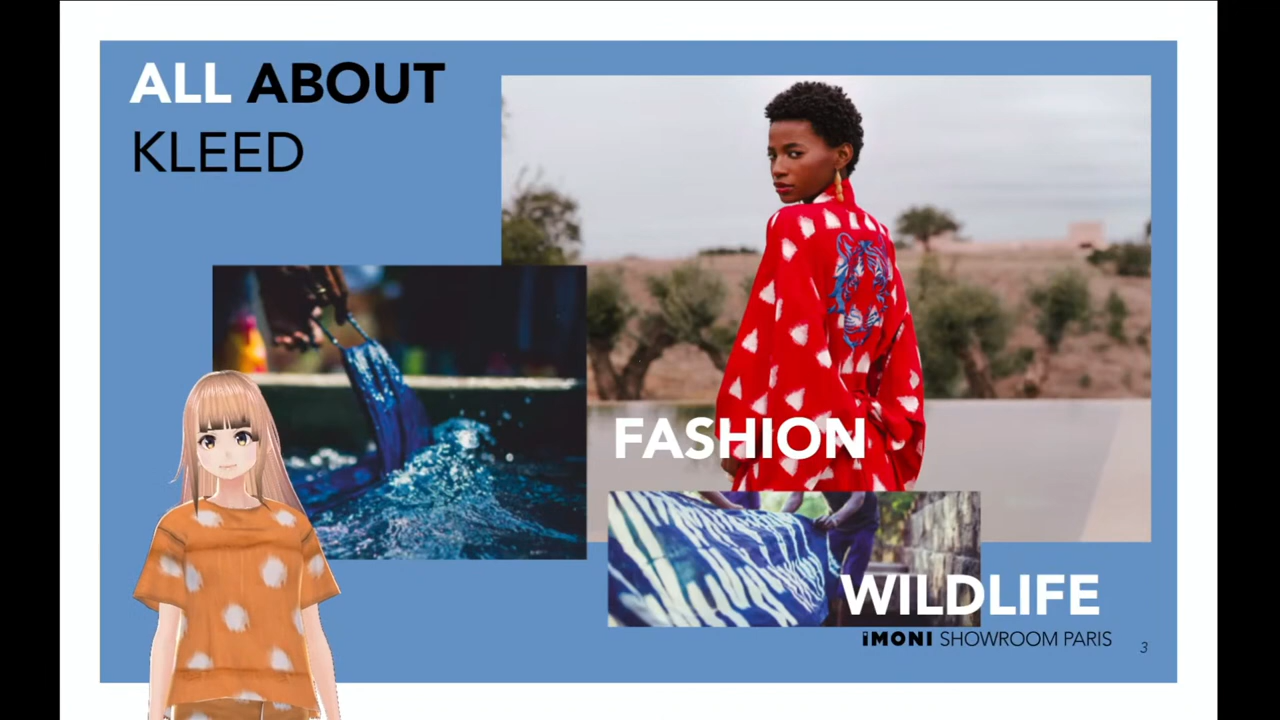 ALL ABOUT
KLEED
FASHION
WILDLIFE
iMONI SHOWROOM PARIS
3